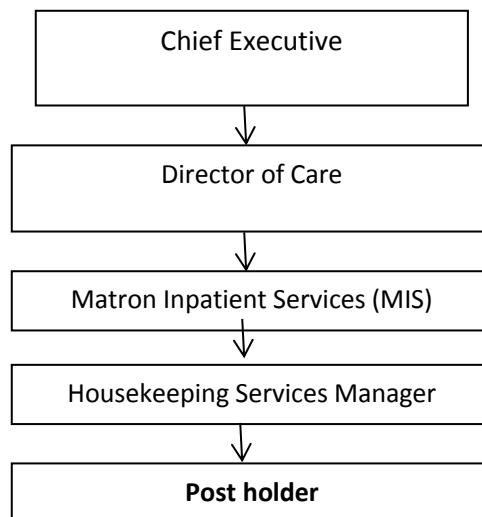 Chief Executive
Director of Care
Matron Inpatient Services (MIS)
Housekeeping Services Manager
Post holder